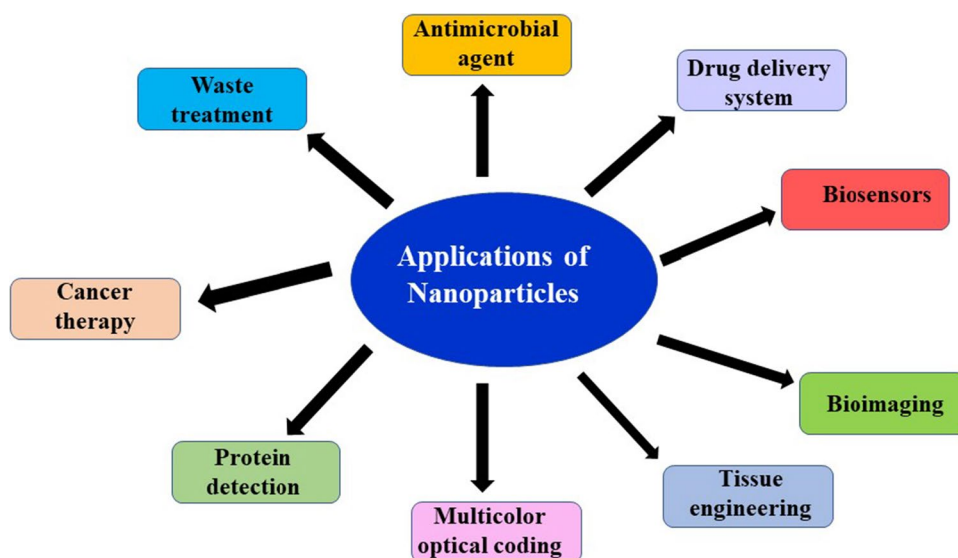 Applications of
Nanoparticles
Antimicrobial
agent
Drug delivery
system
Biosensors
Bioimaging
Tissue
engineering
Multicolor
optical coding
Protein
detection
Cancer
therapy
Waste
treatment